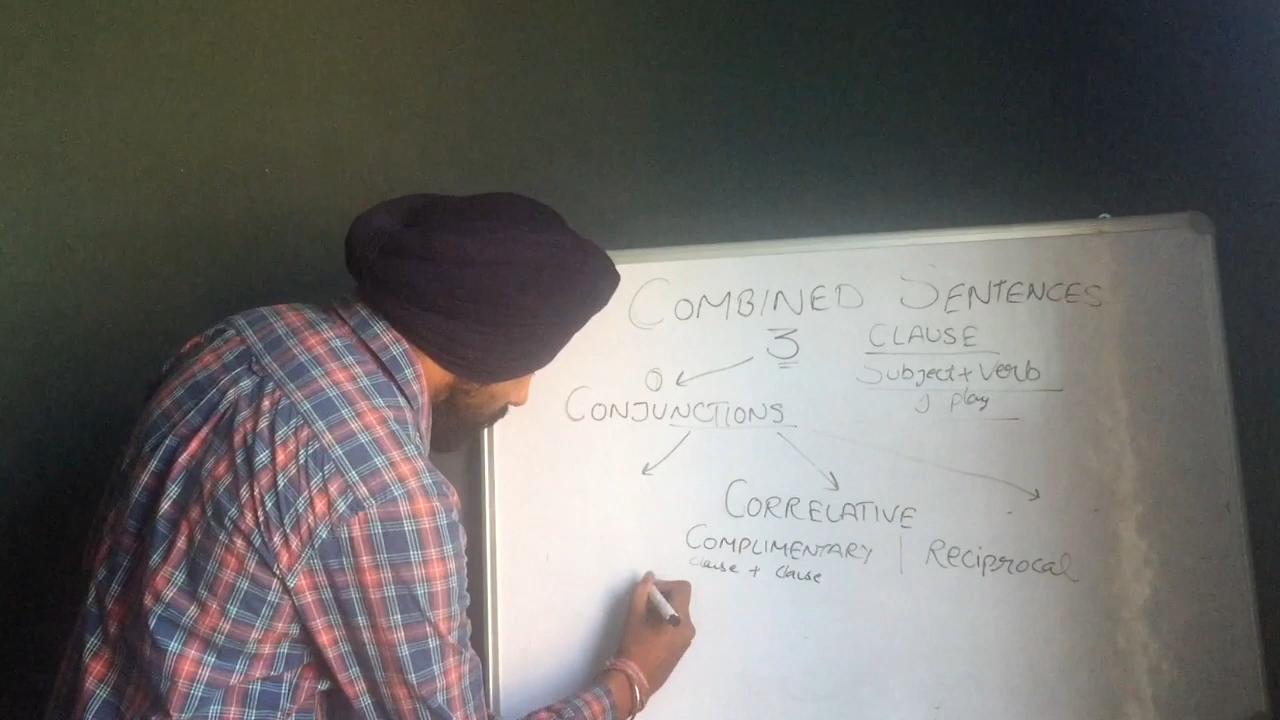 COMBINED SENTENCES
3
CLAUSE
Subject + Verb
I play
CONJUNCTIONS
CORRELATIVE
COMPLIMENTARY | Reciprocal
Clause + Clause